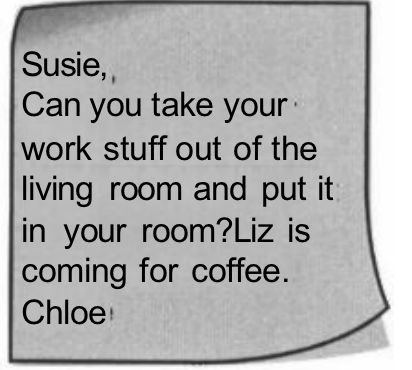 Susie,
Can you take your
work stuff out of the
living room and put it
in your room?Liz is
coming for coffee.
Chloe